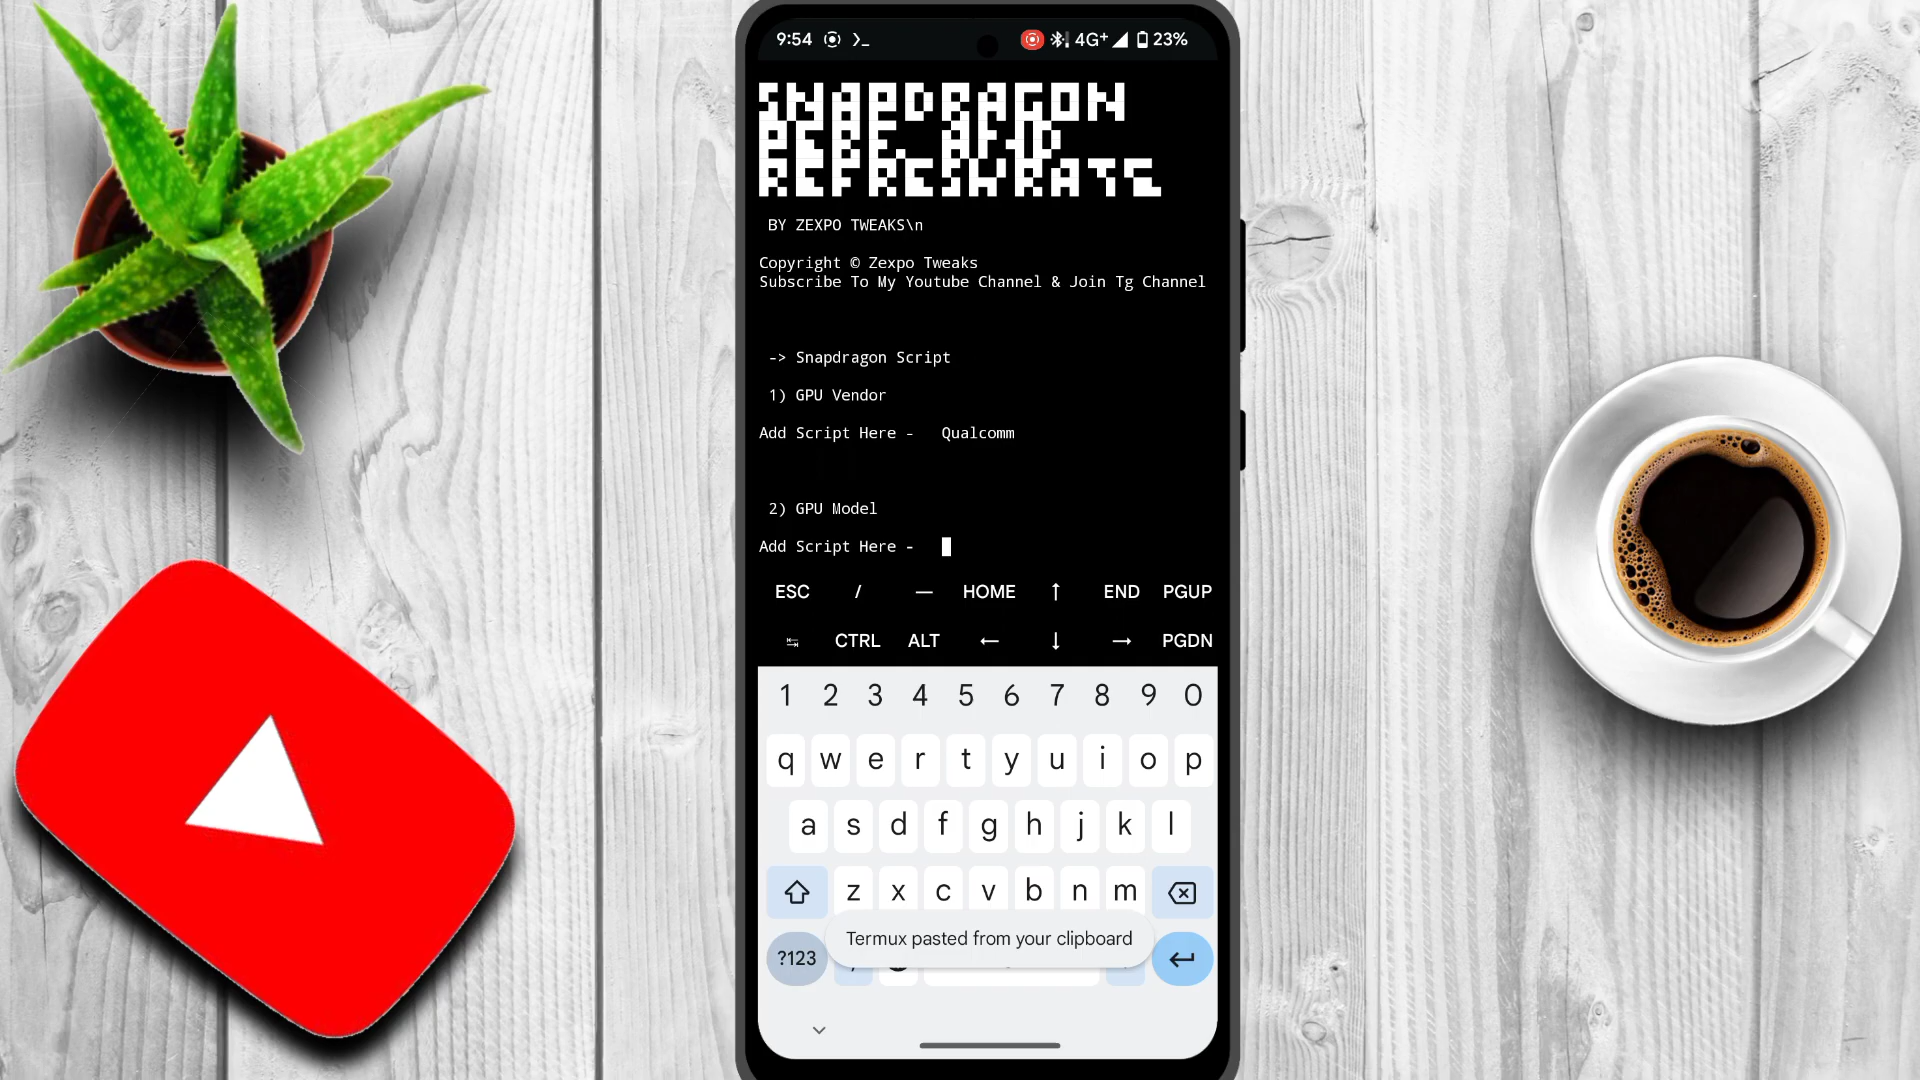 9:54 4G+ 23%
SNAPDRAGON
REFRESHRATE
BY ZEXPO TWEAKS\n
Copyright © Zexpo Tweaks
Subscribe To My Youtube Channel & Join Tg Channel
-> Snapdragon Script
1) GPU Vendor
Add Script Here - Qualcomm
2) GPU Model
Add Script Here -
ESC / — HOME ↑ END PGUP
↹ CTRL ALT ← ↓ → PGDN
1 2 3 4 5 6 7 8 9 0
q w e r t y u i o p
a s d f g h j k l
z x c v b n m
Termux pasted from your clipboard
?123